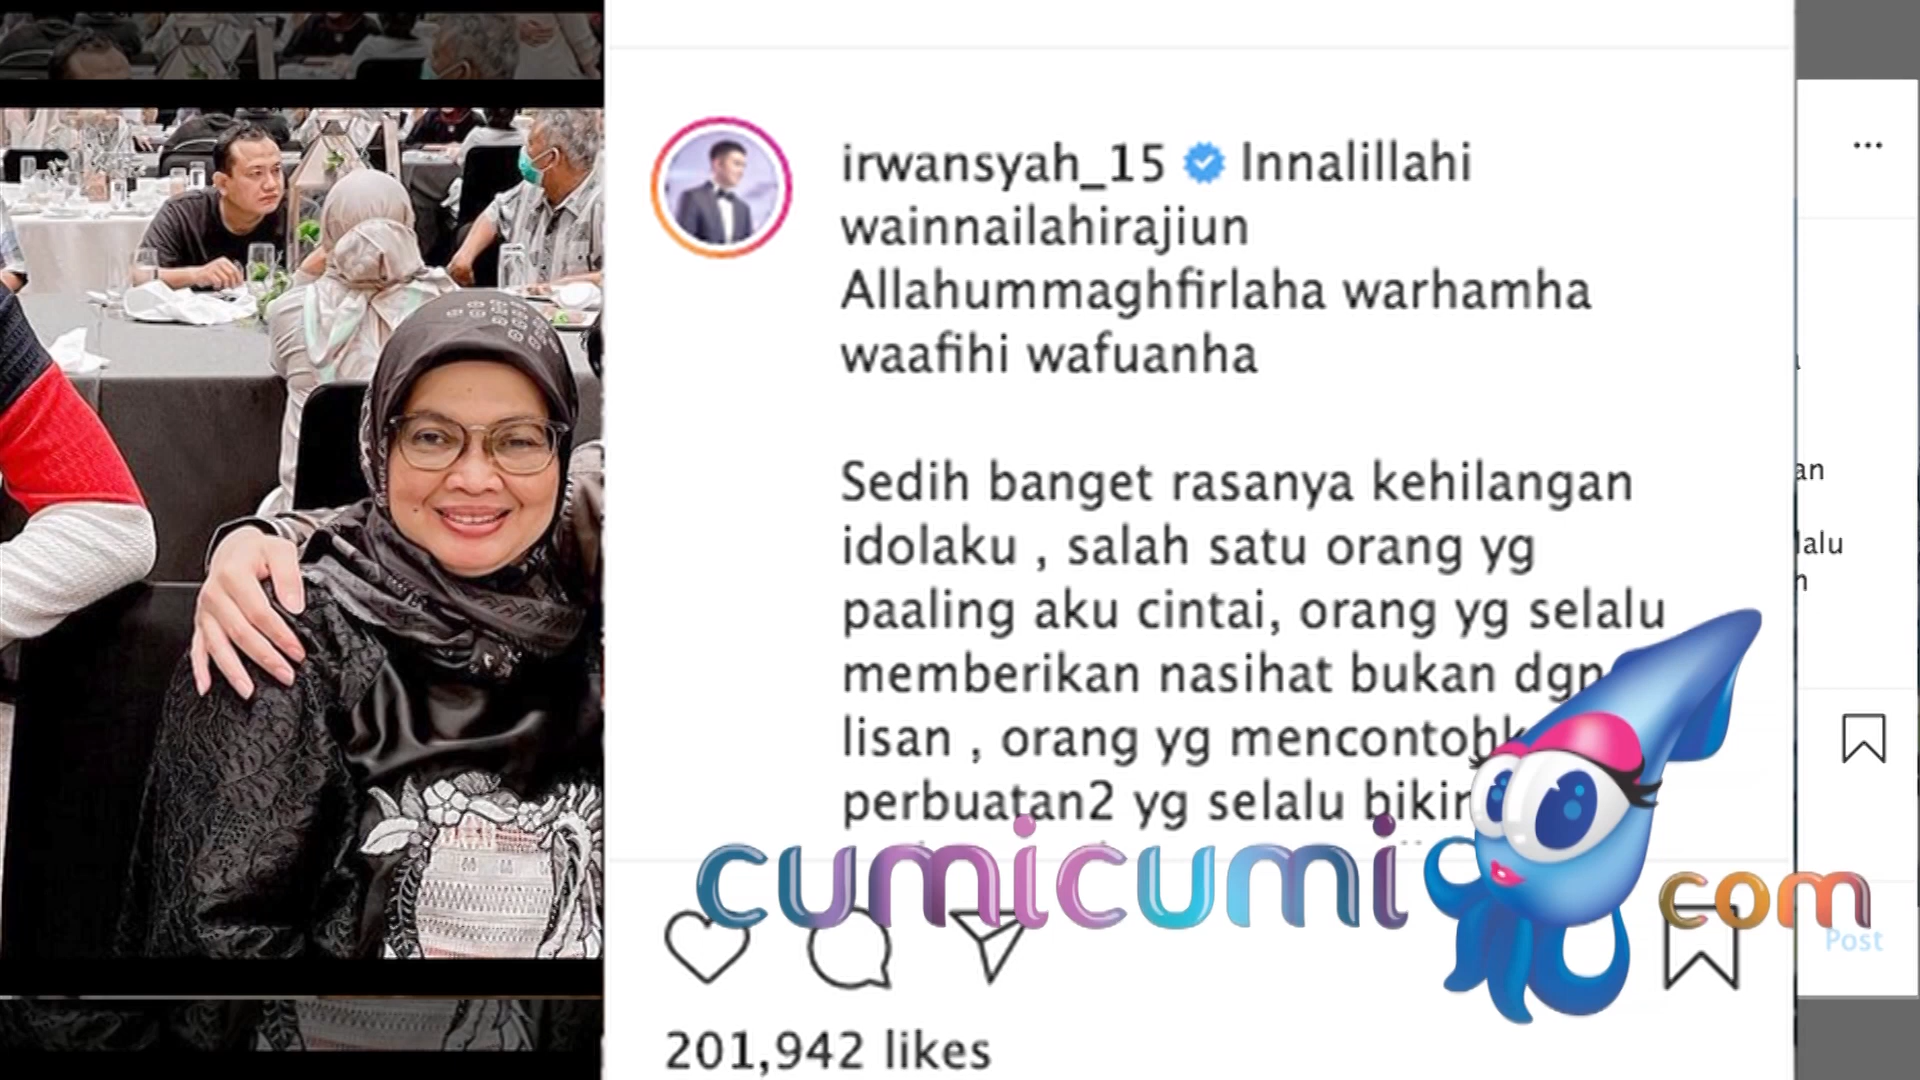 irwansyah_15 Innalillahi
wainnailahirajiun
Allahummaghfirlaha warhamha
waafihi wafuanha
Sedih banget rasanya kehilangan
idolaku , salah satu orang yg
paaling aku cintai, orang yg selalu
memberikan nasihat bukan dgn
lisan , orang yg
perbuatan2 yg selalu
cumicumi com
201,942 likes
an
lalu
Post